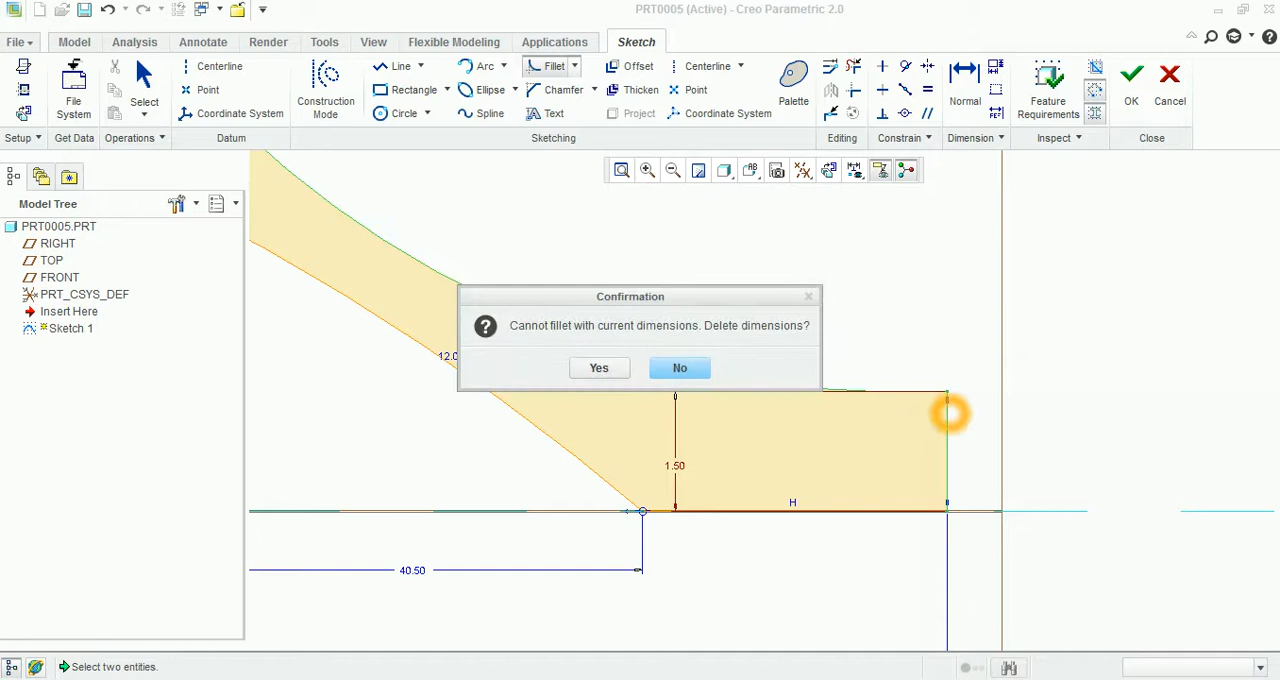 PRT0005 (Active) - Creo Parametric 2.0
File Model Analysis Annotate Render Tools View Flexible Modeling Applications Sketch
Centerline Line Arc Fillet Offset Centerline
Point Rectangle Ellipse Chamfer Thicken Point
File System Select Coordinate System Construction Mode Circle Spline Text Project Coordinate System Palette Normal Feature Requirements OK Cancel
Setup Get Data Operations Datum Sketching Editing Constrain Dimension Inspect Close
Model Tree
PRT0005.PRT
RIGHT
TOP
FRONT
PRT_CSYS_DEF
Insert Here
Sketch 1
Confirmation
Cannot fillet with current dimensions. Delete dimensions?
Yes No
12.0
1.50
H
40.50
Select two entities.